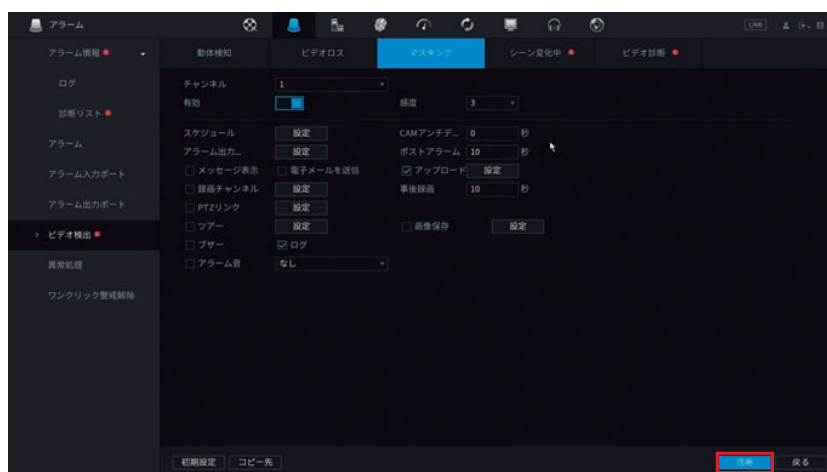 アラーム LIVE
アラーム情報 動体検知 ビデオロス マスキング シーン変化中 ビデオ診断
ログ
診断リスト
アラーム
アラーム入力ポート
アラーム出力ポート
ビデオ検出
異常処理
ワンクリック警戒解除
チャンネル 1
有効 感度 3
スケジュール 設定 CAMアンチデ... 0 秒
アラーム出力... 設定 ポストアラーム 10 秒
メッセージ表示 電子メールを送信 アップロード 設定
録画チャンネル 設定 事後録画 10 秒
PTZリンク 設定
ツアー 設定 画像保存 設定
ブザー ログ
アラーム音 なし
初期設定 コピー先 戻る